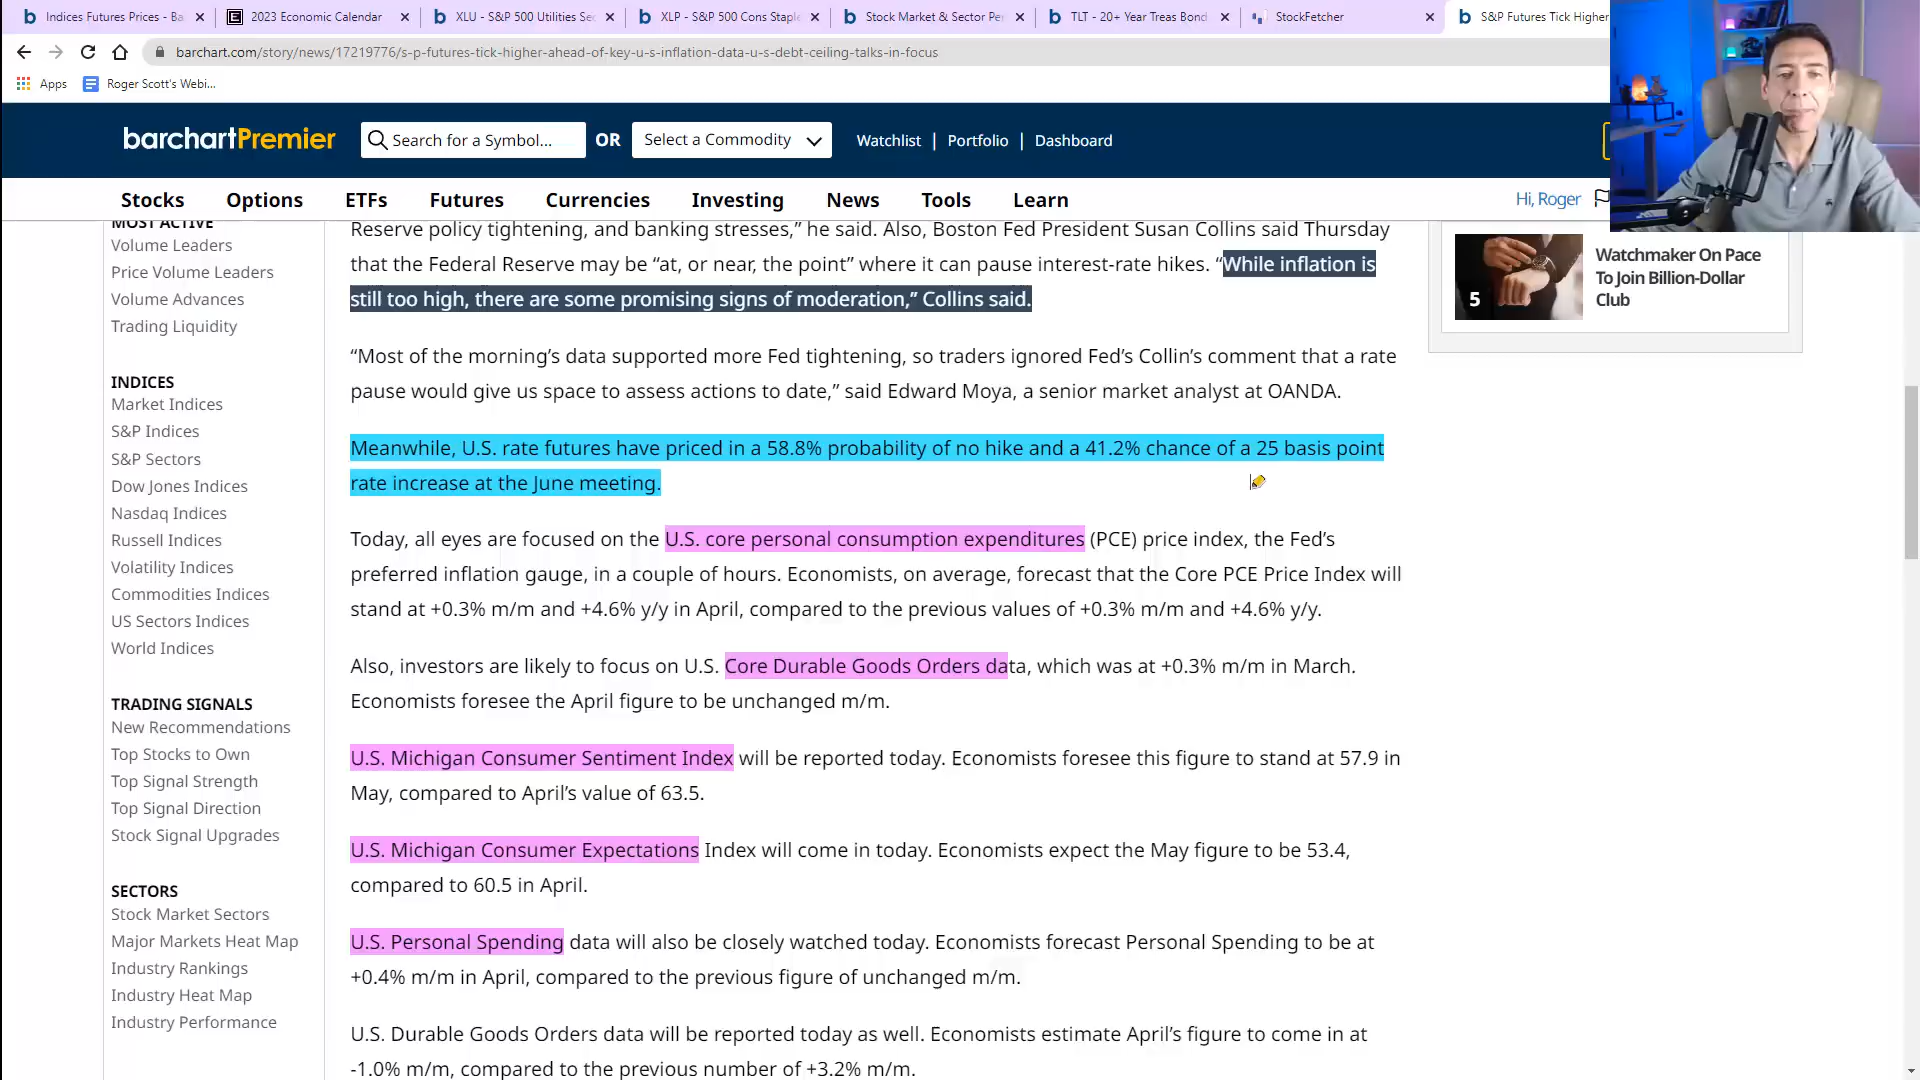 Indices Futures Prices - Ba
2023 Economic Calendar
XLU - S&P 500 Utilities Sec
XLP - S&P 500 Cons Staple
Stock Market & Sector Per
TLT - 20+ Year Treas Bond
StockFetcher
S&P Futures Tick Higher
barchart.com/story/news/17219776/s-p-futures-tick-higher-ahead-of-key-u-s-inflation-data-u-s-debt-ceiling-talks-in-focus
Apps
Roger Scott's Webi...
barchartPremier
Search for a Symbol...
OR
Select a Commodity
Watchlist | Portfolio | Dashboard
Stocks Options ETFs Futures Currencies Investing News Tools Learn
Hi, Roger
MOST ACTIVE
Volume Leaders
Price Volume Leaders
Volume Advances
Trading Liquidity
INDICES
Market Indices
S&P Indices
S&P Sectors
Dow Jones Indices
Nasdaq Indices
Russell Indices
Volatility Indices
Commodities Indices
US Sectors Indices
World Indices
TRADING SIGNALS
New Recommendations
Top Stocks to Own
Top Signal Strength
Top Signal Direction
Stock Signal Upgrades
SECTORS
Stock Market Sectors
Major Markets Heat Map
Industry Rankings
Industry Heat Map
Industry Performance
Reserve policy tightening, and banking stresses,” he said. Also, Boston Fed President Susan Collins said Thursday
that the Federal Reserve may be “at, or near, the point” where it can pause interest-rate hikes. “While inflation is
still too high, there are some promising signs of moderation,” Collins said.
“Most of the morning’s data supported more Fed tightening, so traders ignored Fed’s Collin’s comment that a rate
pause would give us space to assess actions to date,” said Edward Moya, a senior market analyst at OANDA.
Meanwhile, U.S. rate futures have priced in a 58.8% probability of no hike and a 41.2% chance of a 25 basis point
rate increase at the June meeting.
Today, all eyes are focused on the U.S. core personal consumption expenditures (PCE) price index, the Fed’s
preferred inflation gauge, in a couple of hours. Economists, on average, forecast that the Core PCE Price Index will
stand at +0.3% m/m and +4.6% y/y in April, compared to the previous values of +0.3% m/m and +4.6% y/y.
Also, investors are likely to focus on U.S. Core Durable Goods Orders data, which was at +0.3% m/m in March.
Economists foresee the April figure to be unchanged m/m.
U.S. Michigan Consumer Sentiment Index will be reported today. Economists foresee this figure to stand at 57.9 in
May, compared to April’s value of 63.5.
U.S. Michigan Consumer Expectations Index will come in today. Economists expect the May figure to be 53.4,
compared to 60.5 in April.
U.S. Personal Spending data will also be closely watched today. Economists forecast Personal Spending to be at
+0.4% m/m in April, compared to the previous figure of unchanged m/m.
U.S. Durable Goods Orders data will be reported today as well. Economists estimate April’s figure to come in at
-1.0% m/m, compared to the previous number of +3.2% m/m.
5
Watchmaker On Pace
To Join Billion-Dollar
Club